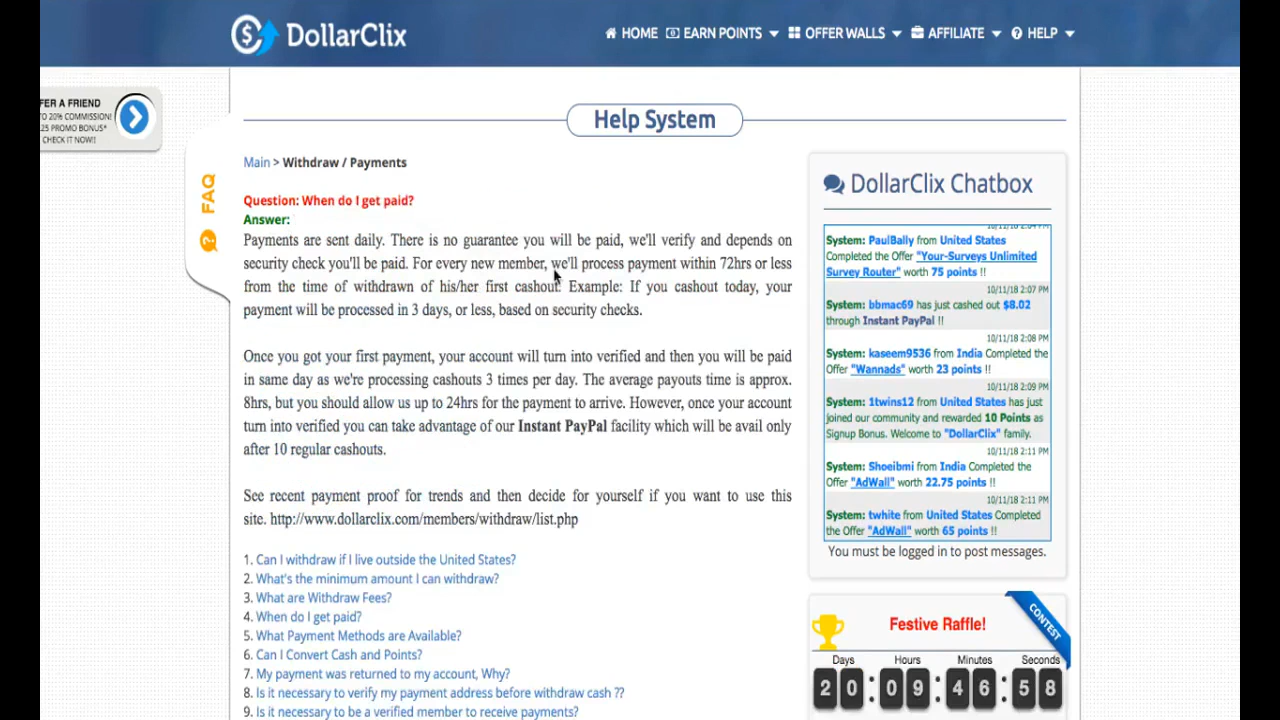 DollarClix
HOME
EARN POINTS
OFFER WALLS
AFFILIATE
HELP
FER A FRIEND
O 20% COMMISSION!
25 PROMO BONUS*
CHECK IT NOW!!
Help System
FAQ
Main > Withdraw / Payments
Question: When do I get paid?
Answer:
Payments are sent daily. There is no guarantee you will be paid, we'll verify and depends on
security check you'll be paid. For every new member, we'll process payment within 72hrs or less
from the time of withdrawn of his/her first cashout. Example: If you cashout today, your
payment will be processed in 3 days, or less, based on security checks.
Once you got your first payment, your account will turn into verified and then you will be paid
in same day as we're processing cashouts 3 times per day. The average payouts time is approx.
8hrs, but you should allow us up to 24hrs for the payment to arrive. However, once your account
turn into verified you can take advantage of our Instant PayPal facility which will be avail only
after 10 regular cashouts.
See recent payment proof for trends and then decide for yourself if you want to use this
site. http://www.dollarclix.com/members/withdraw/list.php
1. Can I withdraw if I live outside the United States?
2. What's the minimum amount I can withdraw?
3. What are Withdraw Fees?
4. When do I get paid?
5. What Payment Methods are Available?
6. Can I Convert Cash and Points?
7. My payment was returned to my account, Why?
8. Is it necessary to verify my payment address before withdraw cash ??
9. Is it necessary to be a verified member to receive payments?
DollarClix Chatbox
System: PaulBally from United States
Completed the Offer "Your-Surveys Unlimited
Survey Router" worth 75 points !!
10/11/18 2:07 PM
System: bbmac69 has just cashed out $8.02
through Instant PayPal !!
10/11/18 2:08 PM
System: kaseem9536 from India Completed the
Offer "Wannads" worth 23 points !!
10/11/18 2:09 PM
System: 1twins12 from United States has just
joined our community and rewarded 10 Points as
Signup Bonus. Welcome to "DollarClix" family.
10/11/18 2:11 PM
System: Shoeibmi from India Completed the
Offer "AdWall" worth 22.75 points !!
10/11/18 2:11 PM
System: twhite from United States Completed
the Offer "AdWall" worth 65 points !!
You must be logged in to post messages.
CONTEST
Festive Raffle!
Days Hours Minutes Seconds
20:09:46:58